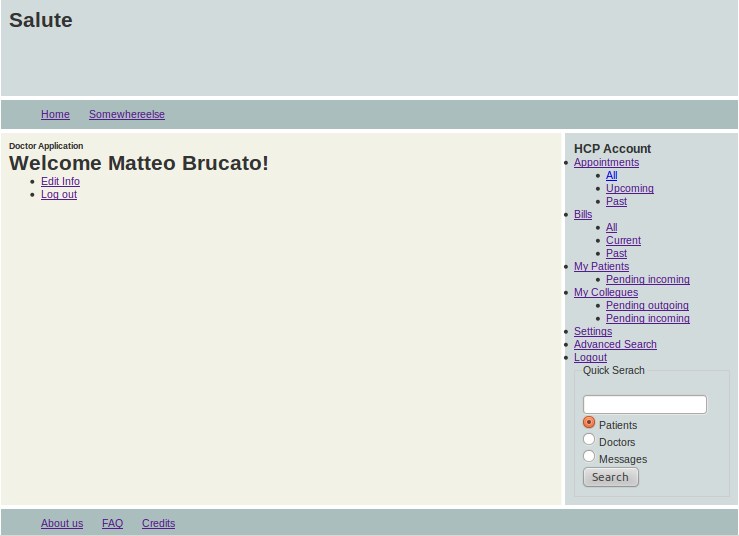 Salute
Home Somewhereelse
Doctor Application
Welcome Matteo Brucato!
Edit Info
Log out
HCP Account
Appointments
All
Upcoming
Past
Bills
All
Current
Past
My Patients
Pending incoming
My Collegues
Pending outgoing
Pending incoming
Settings
Advanced Search
Logout
Quick Serach
Patients
Doctors
Messages
Search
About us FAQ Credits